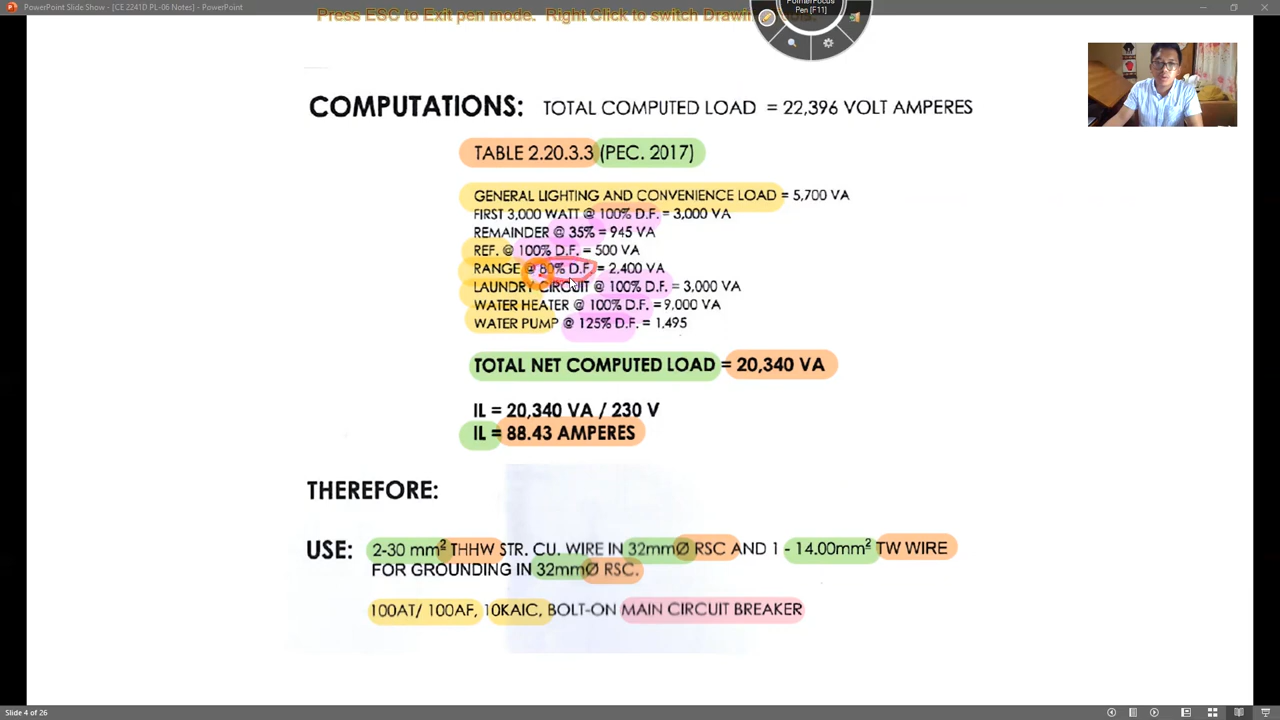 PowerPoint Slide Show - [CE 2241D PL-06 Notes] - PowerPoint
Press ESC to Exit pen mode. Right Click to switch Drawin
PointerFocus
Pen [F11]
COMPUTATIONS: TOTAL COMPUTED LOAD = 22,396 VOLT AMPERES
TABLE 2.20.3.3 (PEC. 2017)
GENERAL LIGHTING AND CONVENIENCE LOAD = 5,700 VA
FIRST 3,000 WATT @ 100% D.F. = 3,000 VA
REMAINDER @ 35% = 945 VA
REF. @ 100% D.F. = 500 VA
RANGE @ 80% D.F. = 2,400 VA
LAUNDRY CIRCUIT @ 100% D.F. = 3,000 VA
WATER HEATER @ 100% D.F. = 9,000 VA
WATER PUMP @ 125% D.F. = 1,495
TOTAL NET COMPUTED LOAD = 20,340 VA
IL = 20,340 VA / 230 V
IL = 88.43 AMPERES
THEREFORE:
USE: 2-30 mm² THHW STR. CU. WIRE IN 32mmØ RSC AND 1 - 14.00mm² TW WIRE
FOR GROUNDING IN 32mmØ RSC.
100AT/ 100AF, 10KAIC, BOLT-ON MAIN CIRCUIT BREAKER
Slide 4 of 26